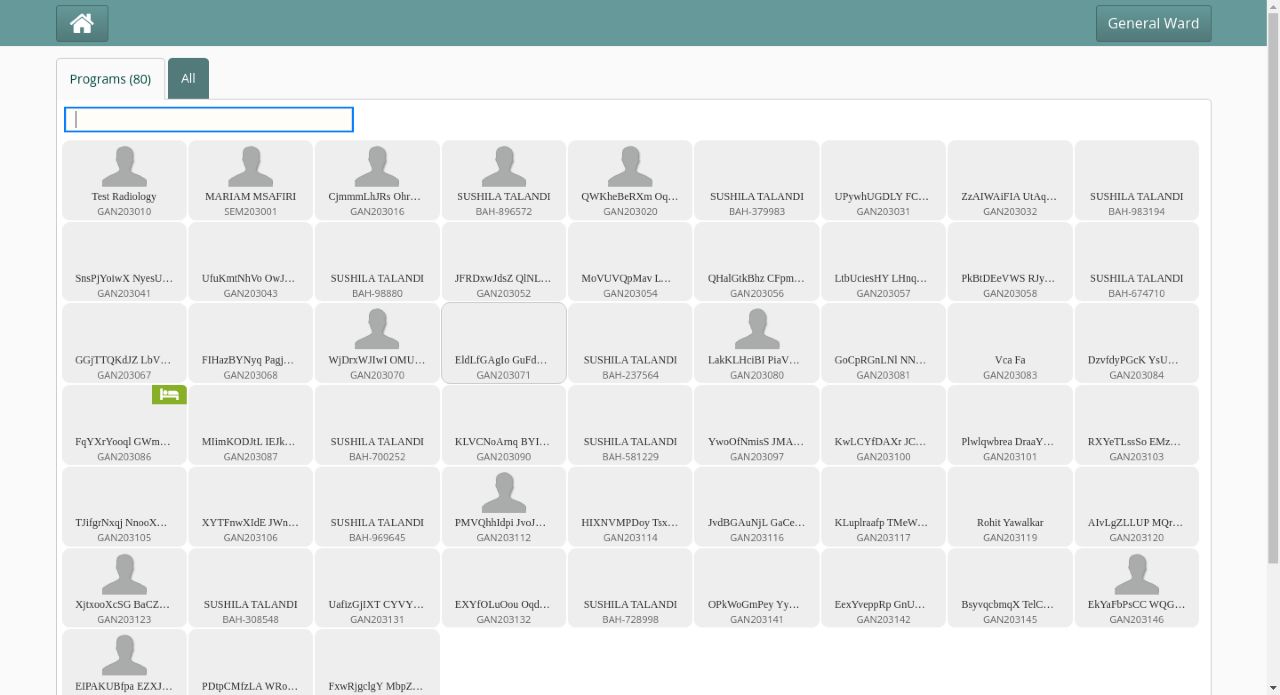 General Ward
Programs (80)
All
Test Radiology
GAN203010
MARIAM MSAFIRI
SEM203001
CjmmmLhJRs Ohr…
GAN203016
SUSHILA TALANDI
BAH-896572
QWKheBeRXm Oq…
GAN203020
SUSHILA TALANDI
BAH-379983
UPywhUGDLY FC…
GAN203031
ZzAIWAiFIA UtAq…
GAN203032
SUSHILA TALANDI
BAH-983194
SnsPjYoiwX NyesU…
GAN203041
UfuKmtNhVo OwJ…
GAN203043
SUSHILA TALANDI
BAH-98880
JFRDxwJdsZ QlNL…
GAN203052
MoVUVQpMav L…
GAN203054
QHalGtkBhz CFpm…
GAN203056
LtbUciesHY LHnq…
GAN203057
PkBtDEeVWS RJy…
GAN203058
SUSHILA TALANDI
BAH-674710
GGjTTQKdJZ LbV…
GAN203067
FIHazBYNyq Pagj…
GAN203068
WjDrxWJIwI OMU…
GAN203070
EldLfGAgIo GuFd…
GAN203071
SUSHILA TALANDI
BAH-237564
LakKLHciBI PiaV…
GAN203080
GoCpRGnLNl NN…
GAN203081
Vca Fa
GAN203083
DzvfdyPGcK YsU…
GAN203084
FqYXrYooql GWm…
GAN203086
MIimKODJtL IEJk…
GAN203087
SUSHILA TALANDI
BAH-700252
KLVCNoArnq BYI…
GAN203090
SUSHILA TALANDI
BAH-581229
YwoOfNmisS JMA…
GAN203097
KwLCYfDAXr JC…
GAN203100
Plwlqwbrea DraaY…
GAN203101
RXYeTLssSo EMz…
GAN203103
TJifgrNxqj NnooX…
GAN203105
XYTFnwXIdE JWn…
GAN203106
SUSHILA TALANDI
BAH-969645
PMVQhhIdpi JvoJ…
GAN203112
HIXNVMPDoy Tsx…
GAN203114
JvdBGAuNjL GaCe…
GAN203116
KLuplraafp TMeW…
GAN203117
Rohit Yawalkar
GAN203119
AIvLgZLLUP MQr…
GAN203120
XjtxooXcSG BaCZ…
GAN203123
SUSHILA TALANDI
BAH-308548
UafizGjIXT CYVY…
GAN203131
EXYfOLuOou Oqd…
GAN203132
SUSHILA TALANDI
BAH-728998
OPkWoGmPey Yy…
GAN203141
EexYveppRp GnU…
GAN203142
BsyvqcbmqX TelC…
GAN203145
EkYaFbPsCC WQG…
GAN203146
EIPAKUBfpa EZXJ…
PDtpCMfzLA WRo…
FxwRjgclgY MbpZ…